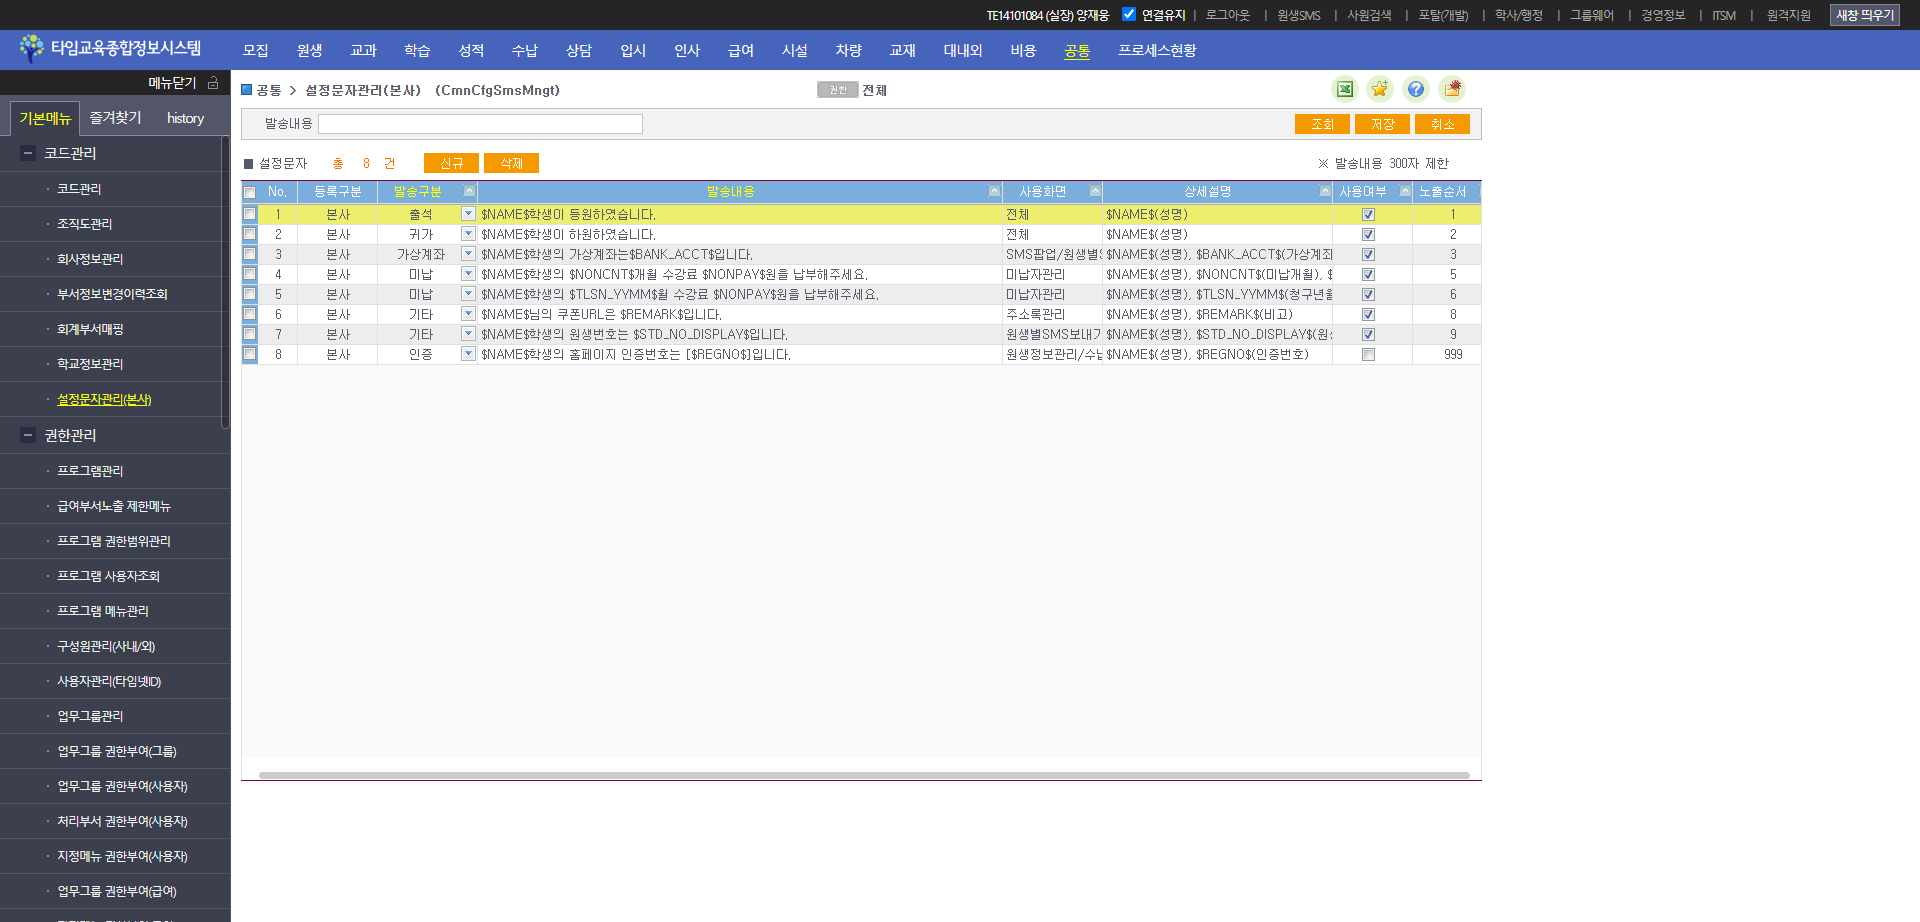 TE14101084 (실장) 양재웅 연결유지 | 로그아웃 | 원생SMS | 사원검색 | 포탈(개발) | 학사/행정 | 그룹웨어 | 경영정보 | ITSM | 원격지원 새창 띄우기
타임교육종합정보시스템 모집 원생 교과 학습 성적 수납 상담 입시 인사 급여 시설 차량 교재 대내외 비용 공통 프로세스현황
메뉴닫기
기본메뉴 즐겨찾기 history
코드관리
· 코드관리
· 조직도관리
· 회사정보관리
· 부서정보변경이력조회
· 회계부서매핑
· 학교정보관리
· 설정문자관리(본사)
권한관리
· 프로그램관리
· 급여부서노출 제한메뉴
· 프로그램 권한범위관리
· 프로그램 사용자조회
· 프로그램 메뉴관리
· 구성원관리(사내/외)
· 사용자관리(타임넷ID)
· 업무그룹관리
· 업무그룹 권한부여(그룹)
· 업무그룹 권한부여(사용자)
· 처리부서 권한부여(사용자)
· 지정메뉴 권한부여(사용자)
· 업무그룹 권한부여(급여)
공통 > 설정문자관리(본사) (CmnCfgSmsMngt) 권한 전체
발송내용 조회 저장 취소
■ 설정문자 총 8 건 신규 삭제 ※ 발송내용 300자 제한
No. 등록구분 발송구분 발송내용 사용화면 상세설명 사용여부 노출순서
1 본사 출석 $NAME$학생이 등원하였습니다. 전체 $NAME$(성명) 1
2 본사 귀가 $NAME$학생이 하원하였습니다. 전체 $NAME$(성명) 2
3 본사 가상계좌 $NAME$학생의 가상계좌는$BANK_ACCT$입니다. SMS팝업/원생별S $NAME$(성명), $BANK_ACCT$(가상계좌 3
4 본사 미납 $NAME$학생의 $NONCNT$개월 수강료 $NONPAY$원을 납부해주세요. 미납자관리 $NAME$(성명), $NONCNT$(미납개월), $ 5
5 본사 미납 $NAME$학생의 $TLSN_YYMM$월 수강료 $NONPAY$원을 납부해주세요. 미납자관리 $NAME$(성명), $TLSN_YYMM$(청구년월 6
6 본사 기타 $NAME$님의 쿠폰URL은 $REMARK$입니다. 주소록관리 $NAME$(성명), $REMARK$(비고) 8
7 본사 기타 $NAME$학생의 원생번호는 $STD_NO_DISPLAY$입니다. 원생별SMS보내기 $NAME$(성명), $STD_NO_DISPLAY$(원생 9
8 본사 인증 $NAME$학생의 홈페이지 인증번호는 [$REGNO$]입니다. 원생정보관리/수납 $NAME$(성명), $REGNO$(인증번호) 999